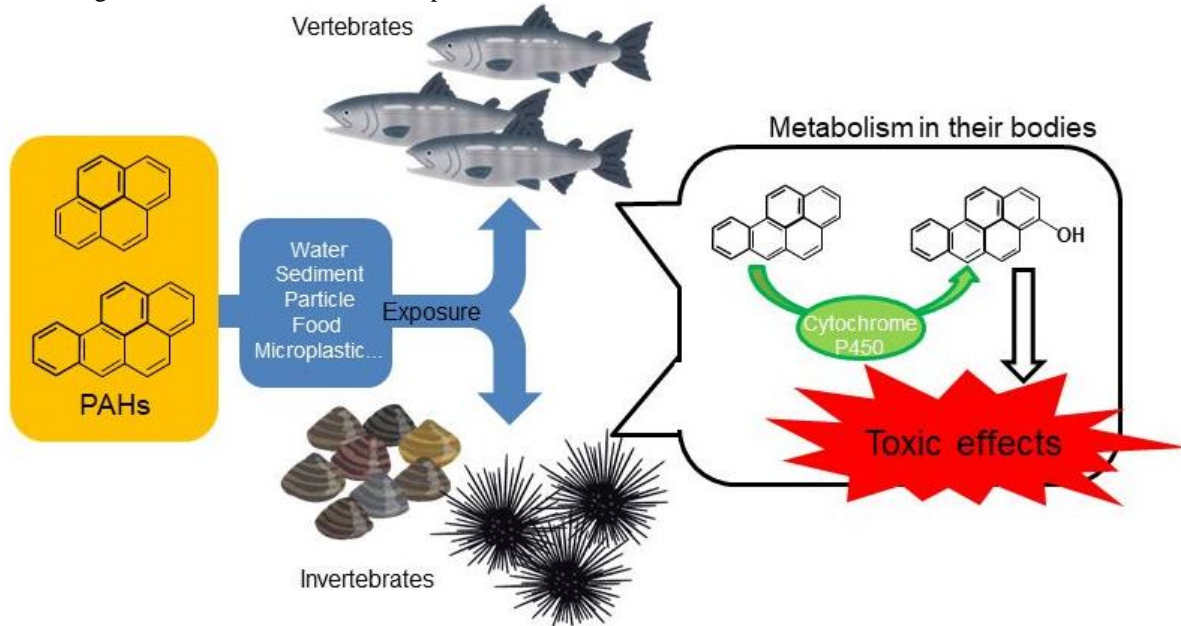 Vertebrates
Metabolism in their bodies
PAHs
Water
Sediment
Particle
Food
Microplastic...
Exposure
OH
Cytochrome
P450
Toxic effects
Invertebrates